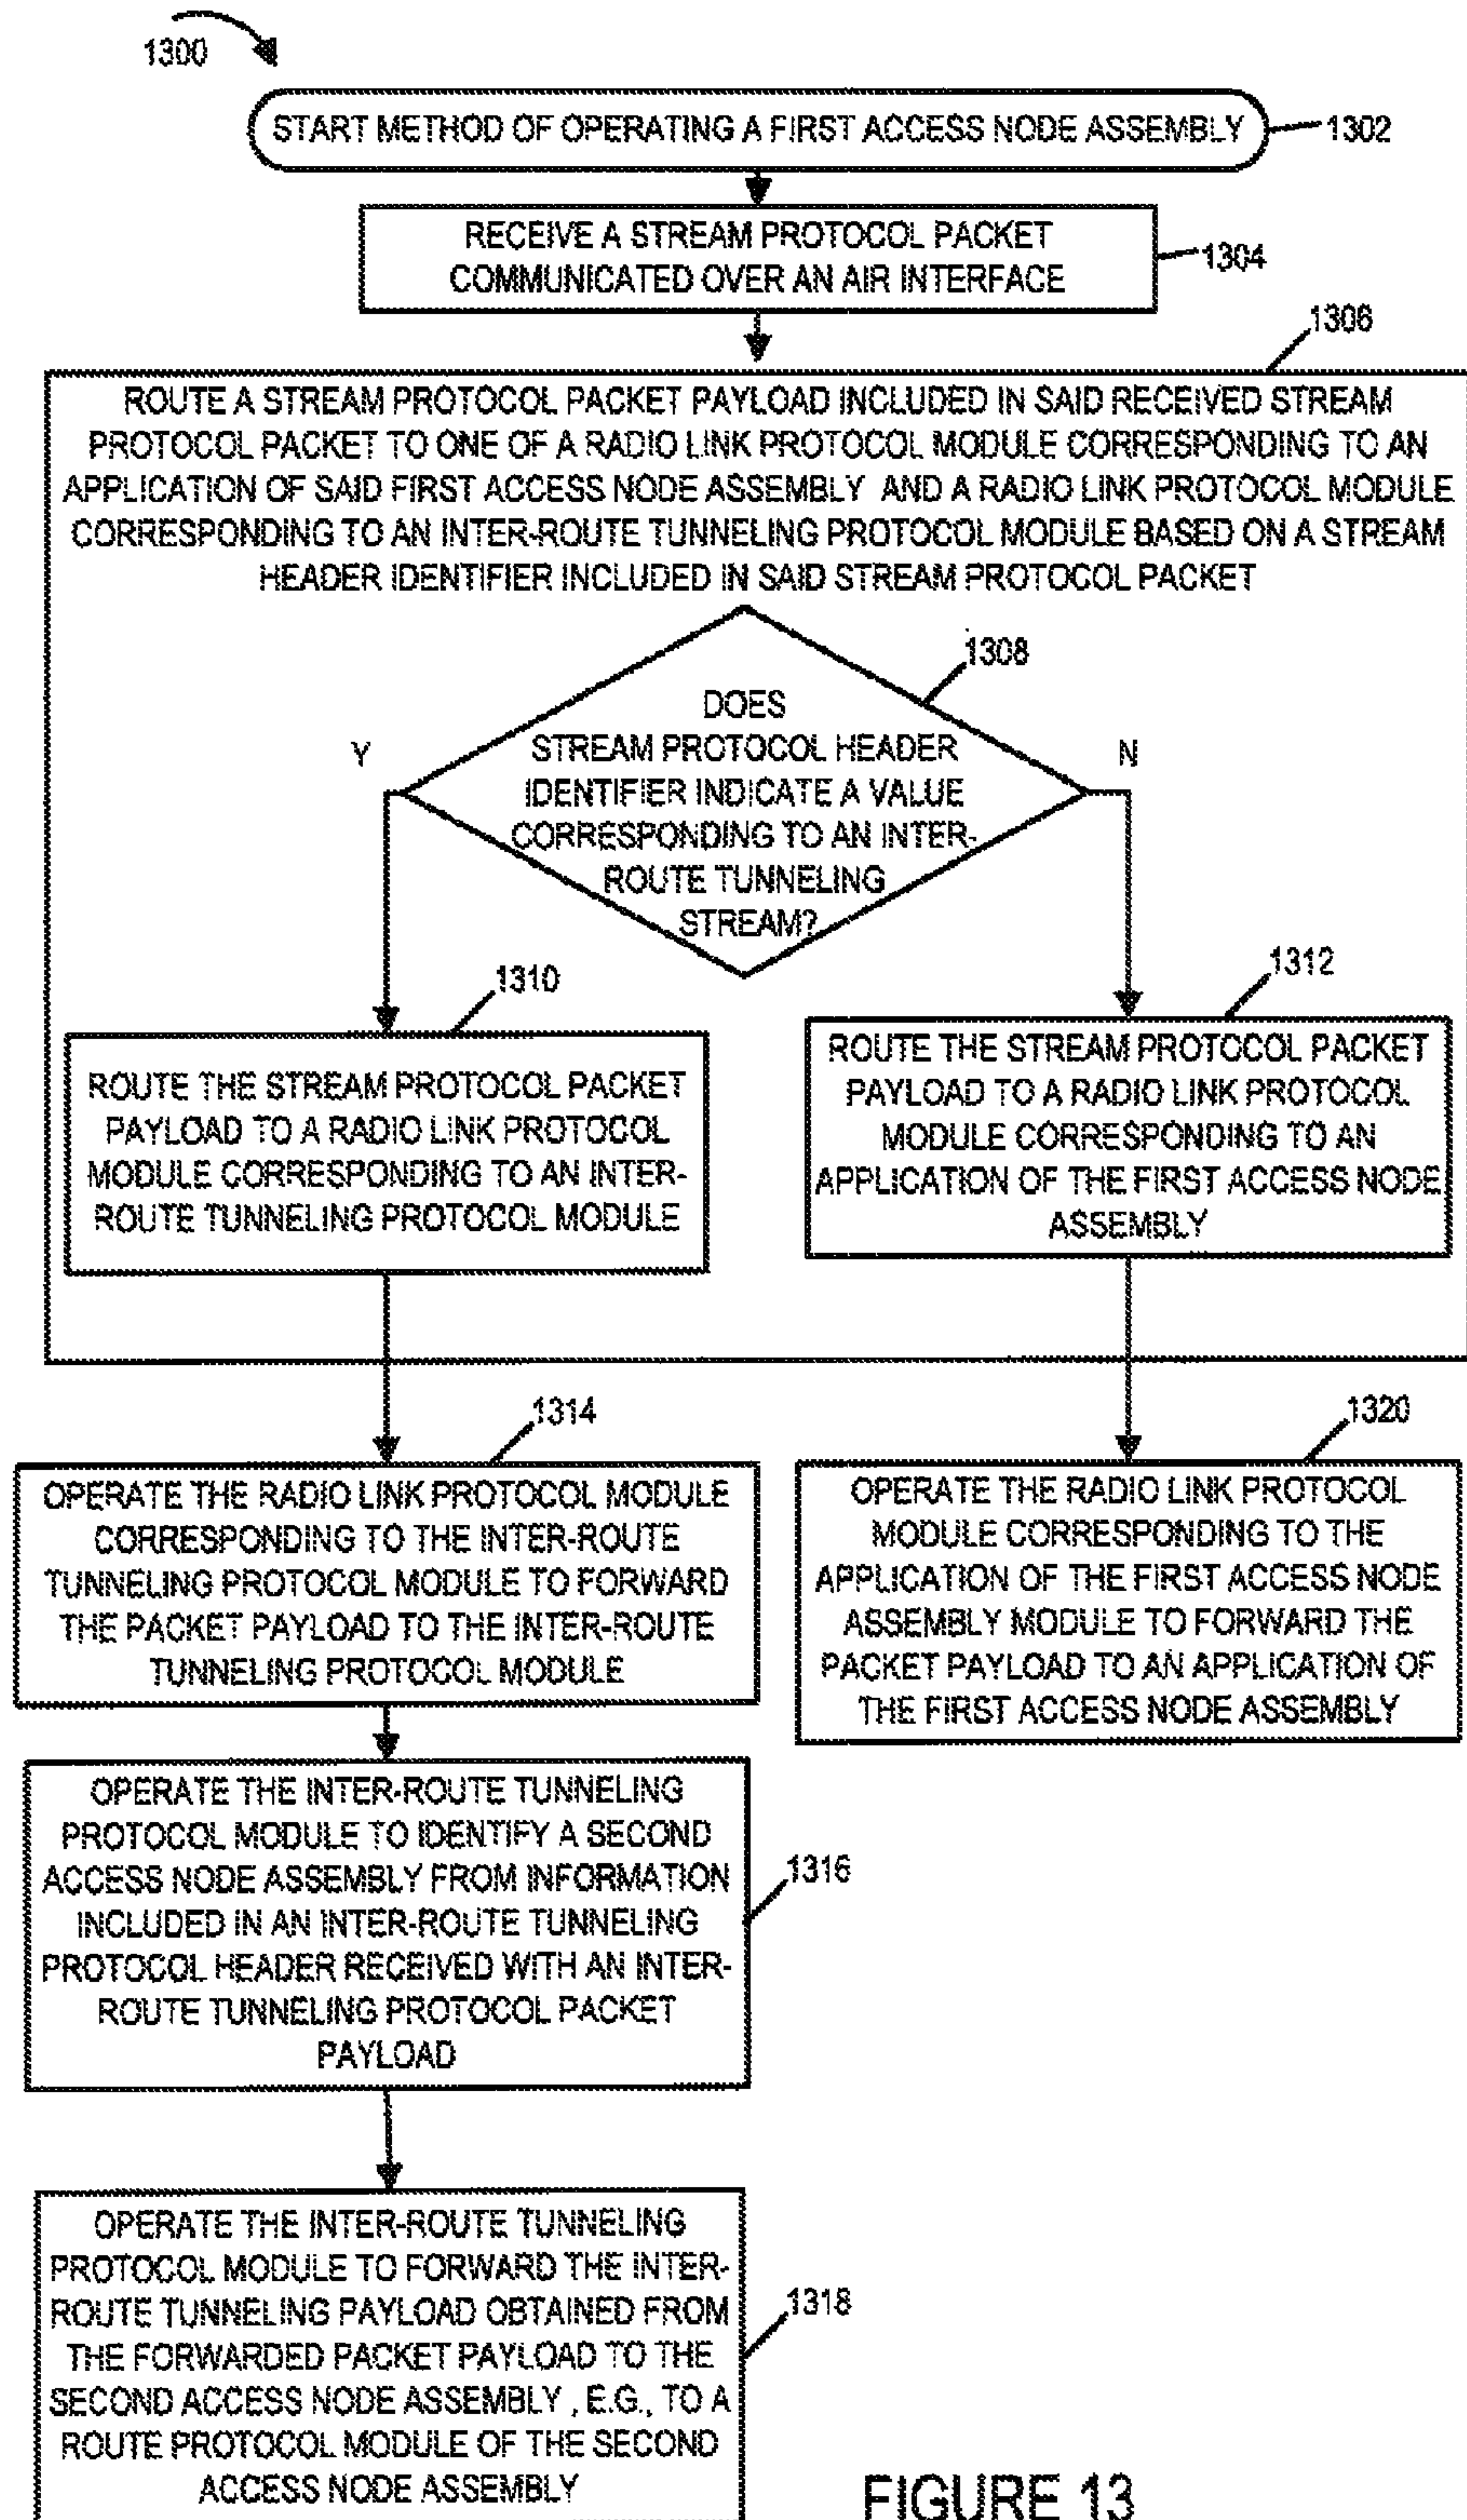 1300
START METHOD OF OPERATING A FIRST ACCESS NODE ASSEMBLY
1302
RECEIVE A STREAM PROTOCOL PACKET
COMMUNICATED OVER AN AIR INTERFACE
1304
1306
ROUTE A STREAM PROTOCOL PACKET PAYLOAD INCLUDED IN SAID RECEIVED STREAM
PROTOCOL PACKET TO ONE OF A RADIO LINK PROTOCOL MODULE CORRESPONDING TO AN
APPLICATION OF SAID FIRST ACCESS NODE ASSEMBLY AND A RADIO LINK PROTOCOL MODULE
CORRESPONDING TO AN INTER-ROUTE TUNNELING PROTOCOL MODULE BASED ON A STREAM
HEADER IDENTIFIER INCLUDED IN SAID STREAM PROTOCOL PACKET
1308
DOES
STREAM PROTOCOL HEADER
IDENTIFIER INDICATE A VALUE
CORRESPONDING TO AN INTER-
ROUTE TUNNELING
STREAM?
Y
N
1310
ROUTE THE STREAM PROTOCOL PACKET
PAYLOAD TO A RADIO LINK PROTOCOL
MODULE CORRESPONDING TO AN INTER-
ROUTE TUNNELING PROTOCOL MODULE
1312
ROUTE THE STREAM PROTOCOL PACKET
PAYLOAD TO A RADIO LINK PROTOCOL
MODULE CORRESPONDING TO AN
APPLICATION OF THE FIRST ACCESS NODE
ASSEMBLY
1314
OPERATE THE RADIO LINK PROTOCOL MODULE
CORRESPONDING TO THE INTER-ROUTE
TUNNELING PROTOCOL MODULE TO FORWARD
THE PACKET PAYLOAD TO THE INTER-ROUTE
TUNNELING PROTOCOL MODULE
1320
OPERATE THE RADIO LINK PROTOCOL
MODULE CORRESPONDING TO THE
APPLICATION OF THE FIRST ACCESS NODE
ASSEMBLY MODULE TO FORWARD THE
PACKET PAYLOAD TO AN APPLICATION OF
THE FIRST ACCESS NODE ASSEMBLY
OPERATE THE INTER-ROUTE TUNNELING
PROTOCOL MODULE TO IDENTIFY A SECOND
ACCESS NODE ASSEMBLY FROM INFORMATION
INCLUDED IN AN INTER-ROUTE TUNNELING
PROTOCOL HEADER RECEIVED WITH AN INTER-
ROUTE TUNNELING PROTOCOL PACKET
PAYLOAD
1316
OPERATE THE INTER-ROUTE TUNNELING
PROTOCOL MODULE TO FORWARD THE INTER-
ROUTE TUNNELING PAYLOAD OBTAINED FROM
THE FORWARDED PACKET PAYLOAD TO THE
SECOND ACCESS NODE ASSEMBLY , E.G., TO A
ROUTE PROTOCOL MODULE OF THE SECOND
ACCESS NODE ASSEMBLY
1318
FIGURE 13